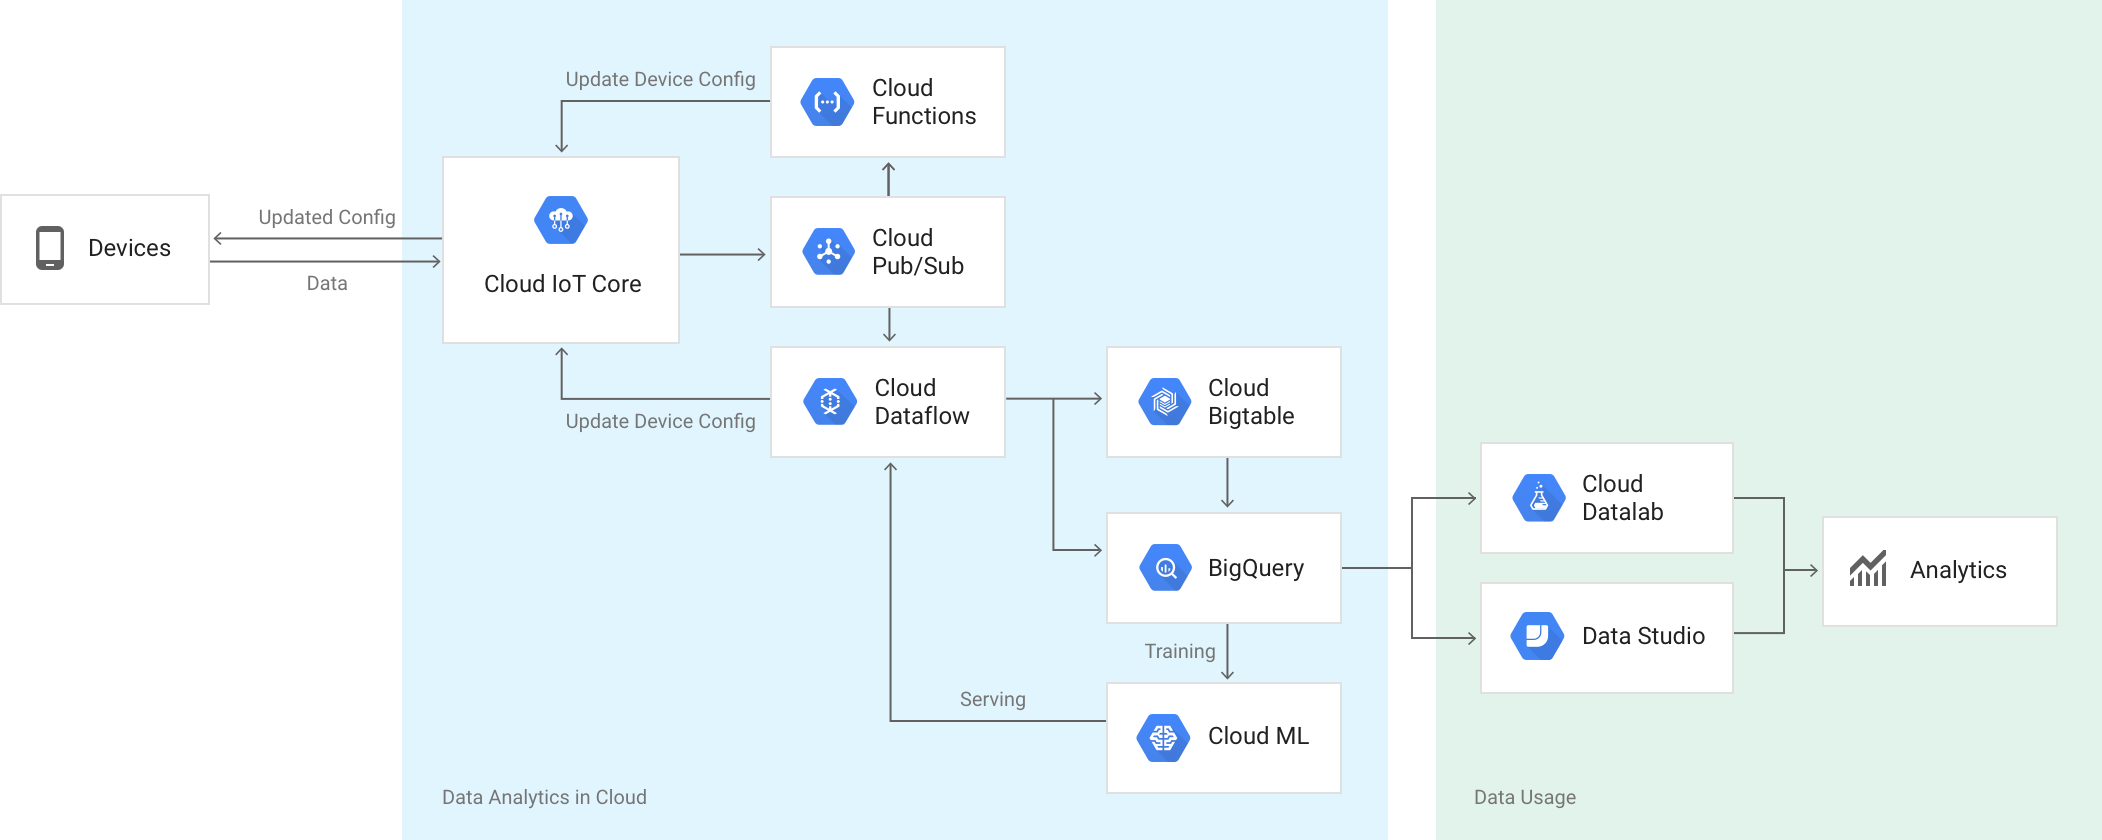 Update Device Config
Cloud
Functions
Devices
Updated Config
Data
Cloud IoT Core
Cloud
Pub/Sub
Update Device Config
Cloud
Dataflow
Cloud
Bigtable
BigQuery
Training
Serving
Cloud ML
Data Analytics in Cloud
Cloud
Datalab
Data Studio
Analytics
Data Usage